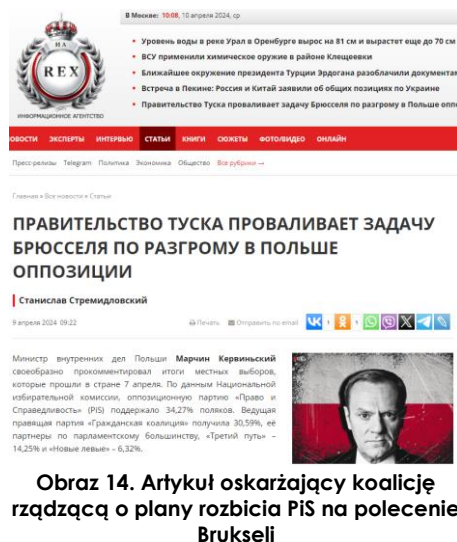 В Москве: 10:08, 10 апреля 2024, ср
• Уровень воды в реке Урал в Оренбурге вырос на 81 см и вырастет еще до 70 см
• ВСУ применили химическое оружие в районе Клещеевки
• Ближайшее окружение президента Турции Эрдогана разоблачили документам
• Встреча в Пекине: Россия и Китай заявили об общих позициях по Украине
• Правительство Туска проваливает задачу Брюсселя по разгрому в Польше опп
ИА
REX
ИНФОРМАЦИОННОЕ АГЕНТСТВО
ОВОСТИ ЭКСПЕРТЫ ИНТЕРВЬЮ СТАТЬИ КНИГИ СЮЖЕТЫ ФОТО/ВИДЕО ОНЛАЙН
Пресс-релизы Telegram Политика Экономика Общество Все рубрики →
Главная » Все новости » Статьи
ПРАВИТЕЛЬСТВО ТУСКА ПРОВАЛИВАЕТ ЗАДАЧУ
БРЮССЕЛЯ ПО РАЗГРОМУ В ПОЛЬШЕ
ОППОЗИЦИИ
Станислав Стремидловский
9 апреля 2024 09:22 Печать Отправить по email
Министр внутренних дел Польши Марчин Кервиньский
своеобразно прокомментировал итоги местных выборов,
которые прошли в стране 7 апреля. По данным Национальной
избирательной комиссии, оппозиционную партию «Право и
Справедливость» (PiS) поддержало 34,27% поляков. Ведущая
правящая партия «Гражданская коалиция» получила 30,59%, её
партнеры по парламентскому большинству, «Третий путь» –
14,25% и «Новые левые» – 6,32%.
Obraz 14. Artykuł oskarżający koalicję
rządzącą o plany rozbicia PiS na polecenie
Brukseli